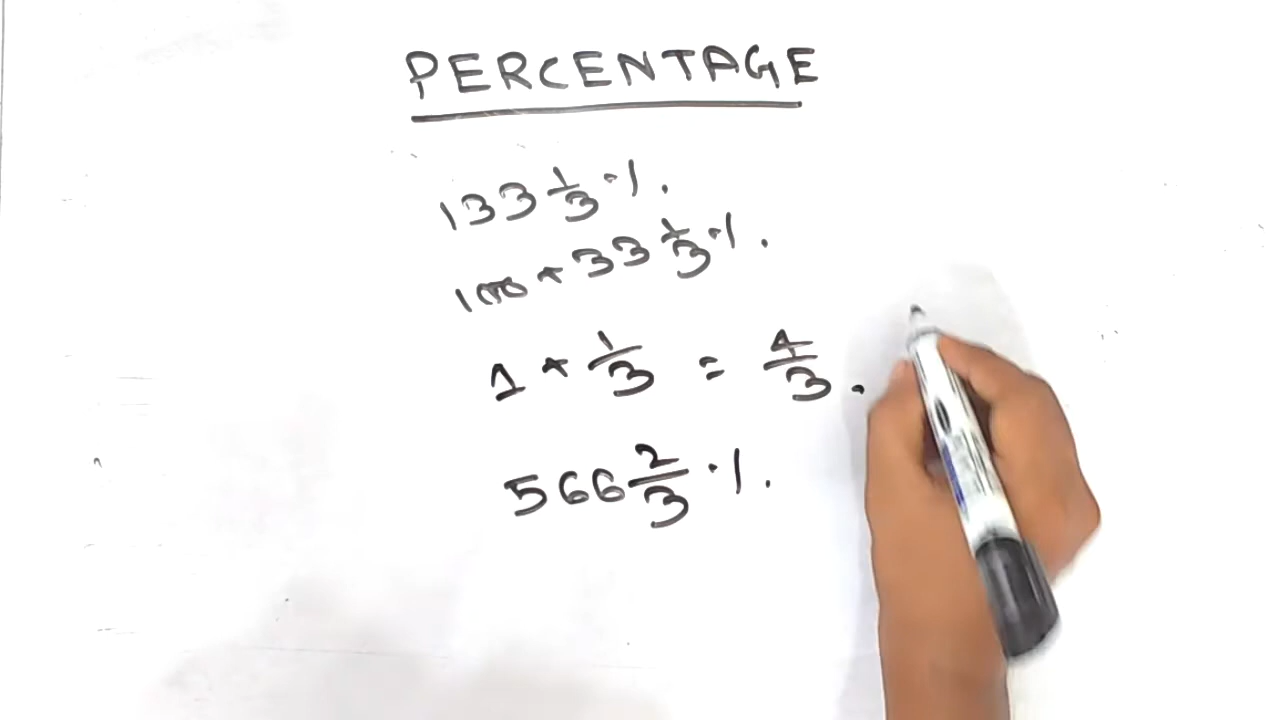 PERCENTAGE
133 1/3 %.
100 + 33 1/3 %.
1 + 1/3 = 4/3.
566 2/3 %.